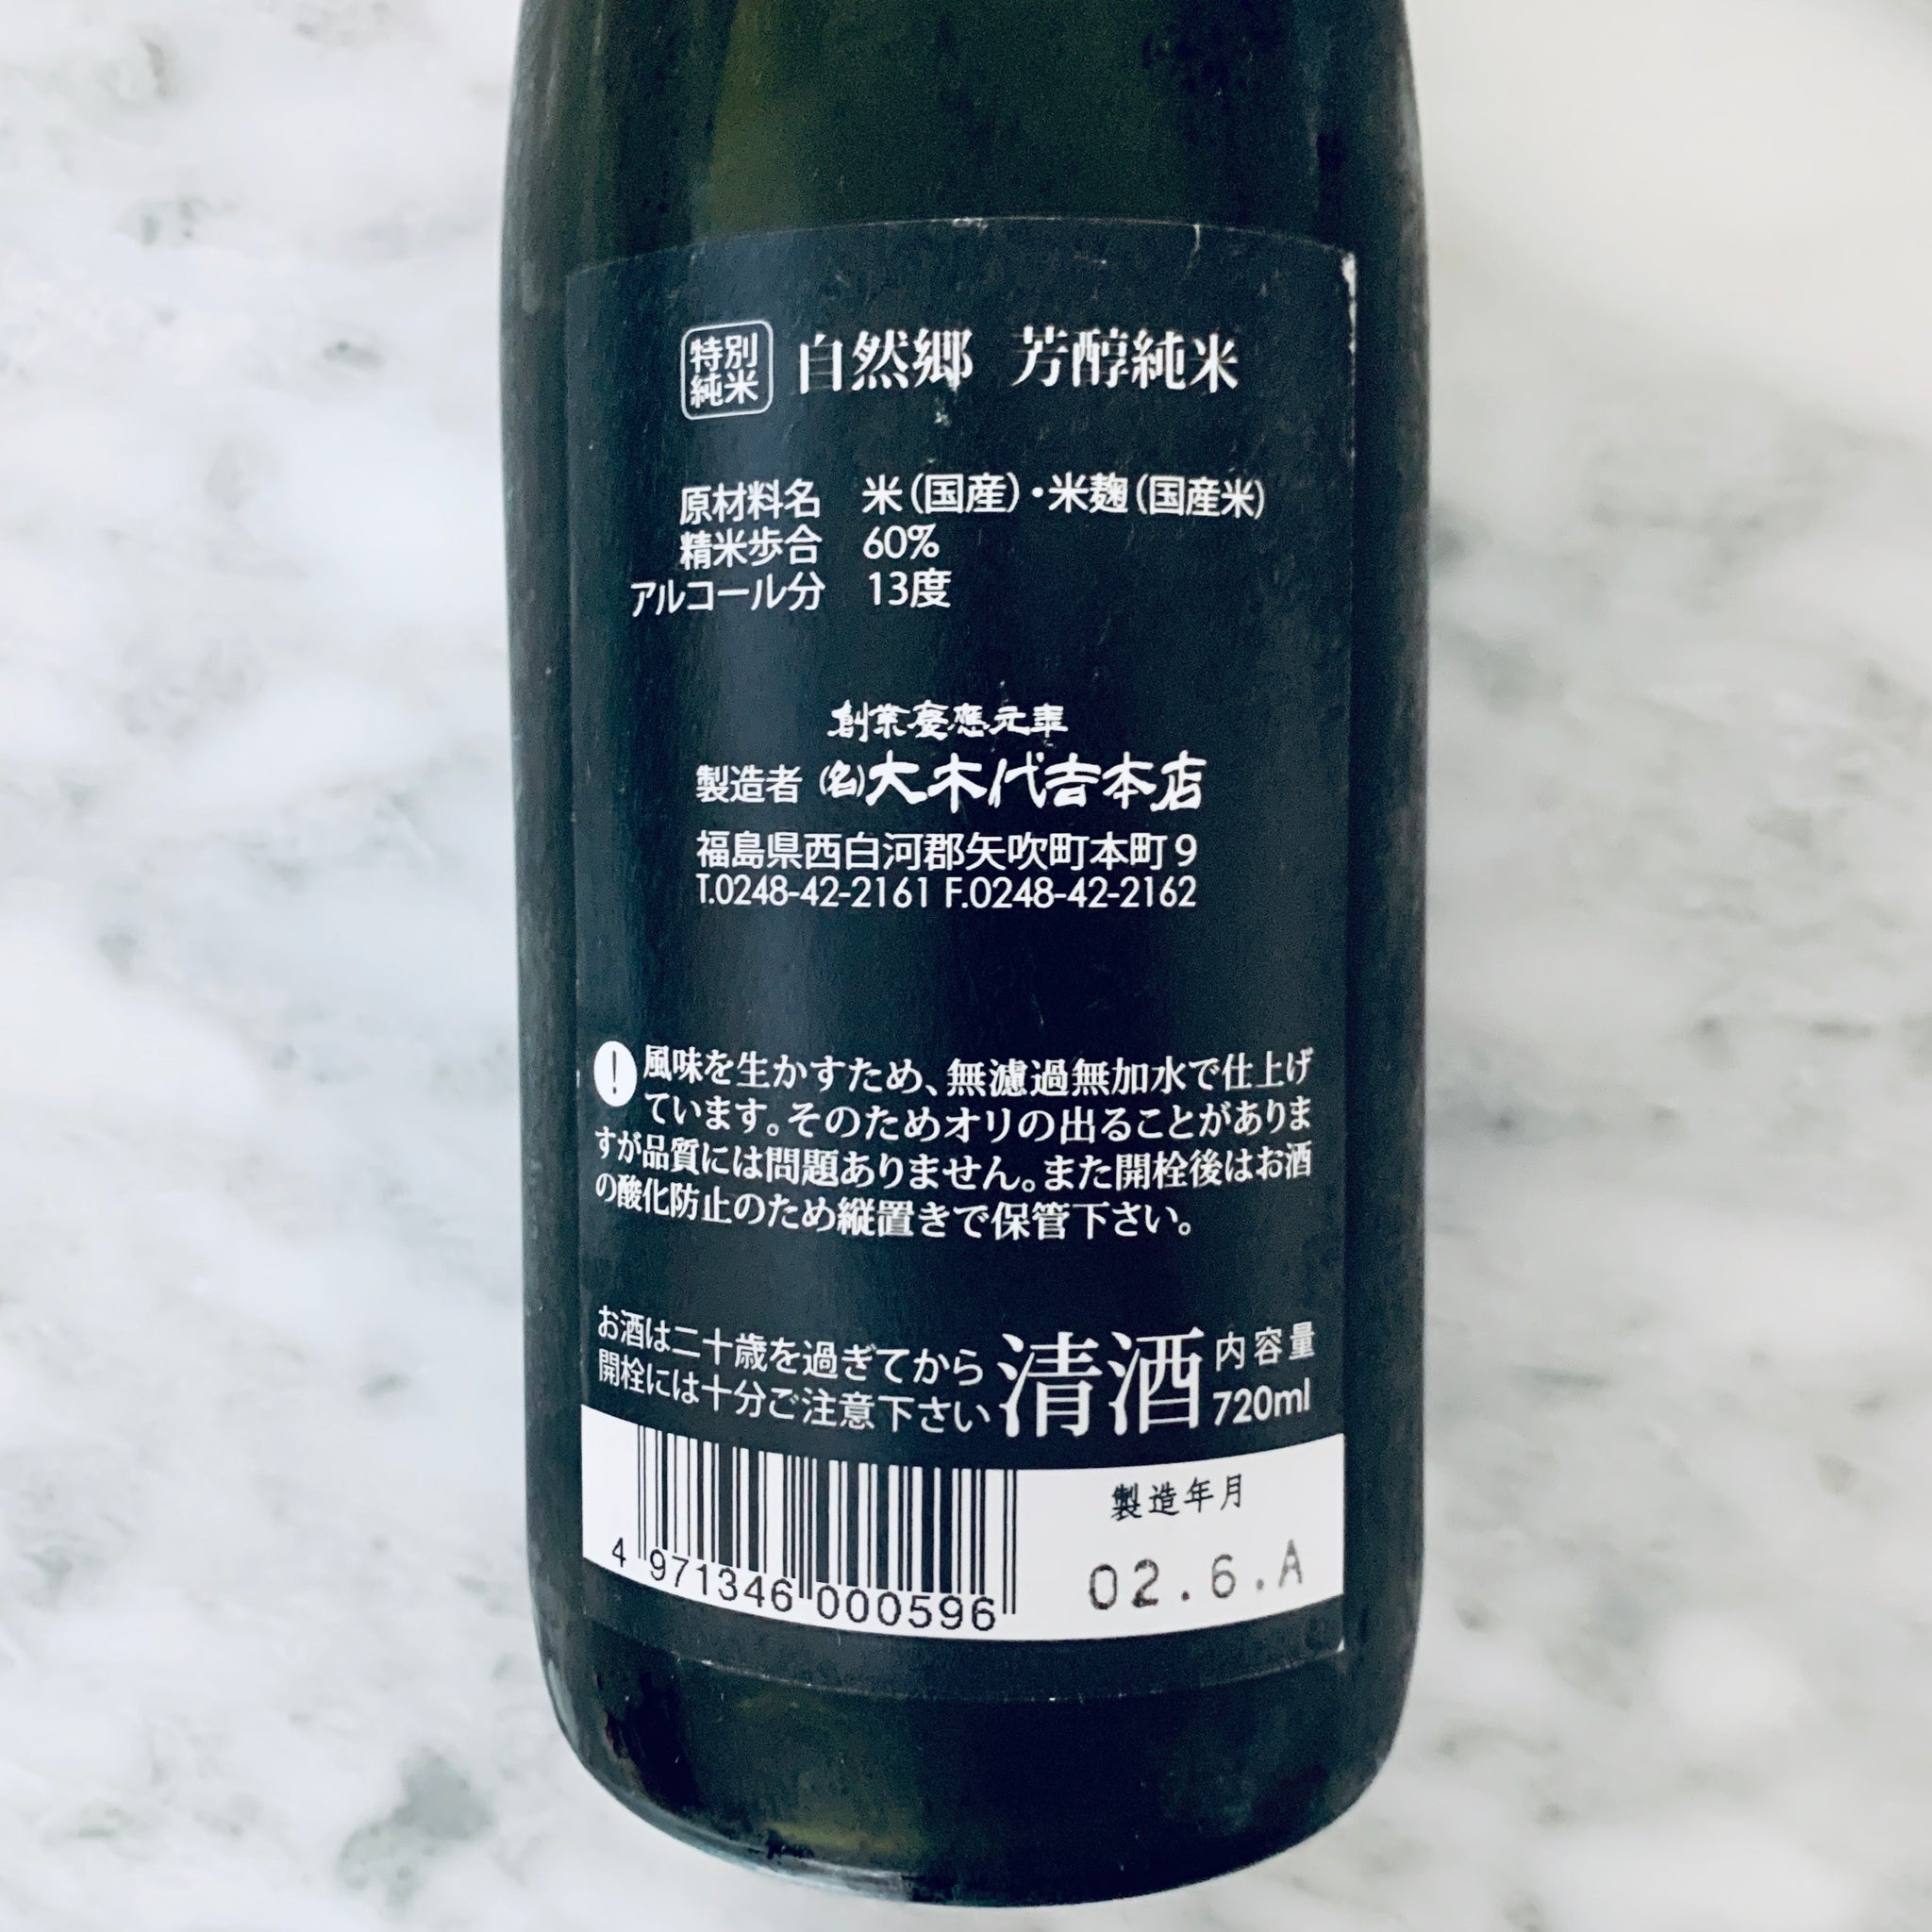 特別
純米
自然郷 芳醇純米
原材料名 米(国産)・米麹(国産米)
精米歩合 60%
アルコール分 13度
創業慶應元年
製造者 (名)大木代吉本店
福島県西白河郡矢吹町本町9
T.0248-42-2161 F.0248-42-2162
! 風味を生かすため、無濾過無加水で仕上げ
ています。そのためオリの出ることがありま
すが品質には問題ありません。また開栓後はお酒
の酸化防止のため縦置きで保管下さい。
お酒は二十歳を過ぎてから
開栓には十分ご注意下さい
清酒
内容量
720ml
4 971346 000596
製造年月
02.6.A